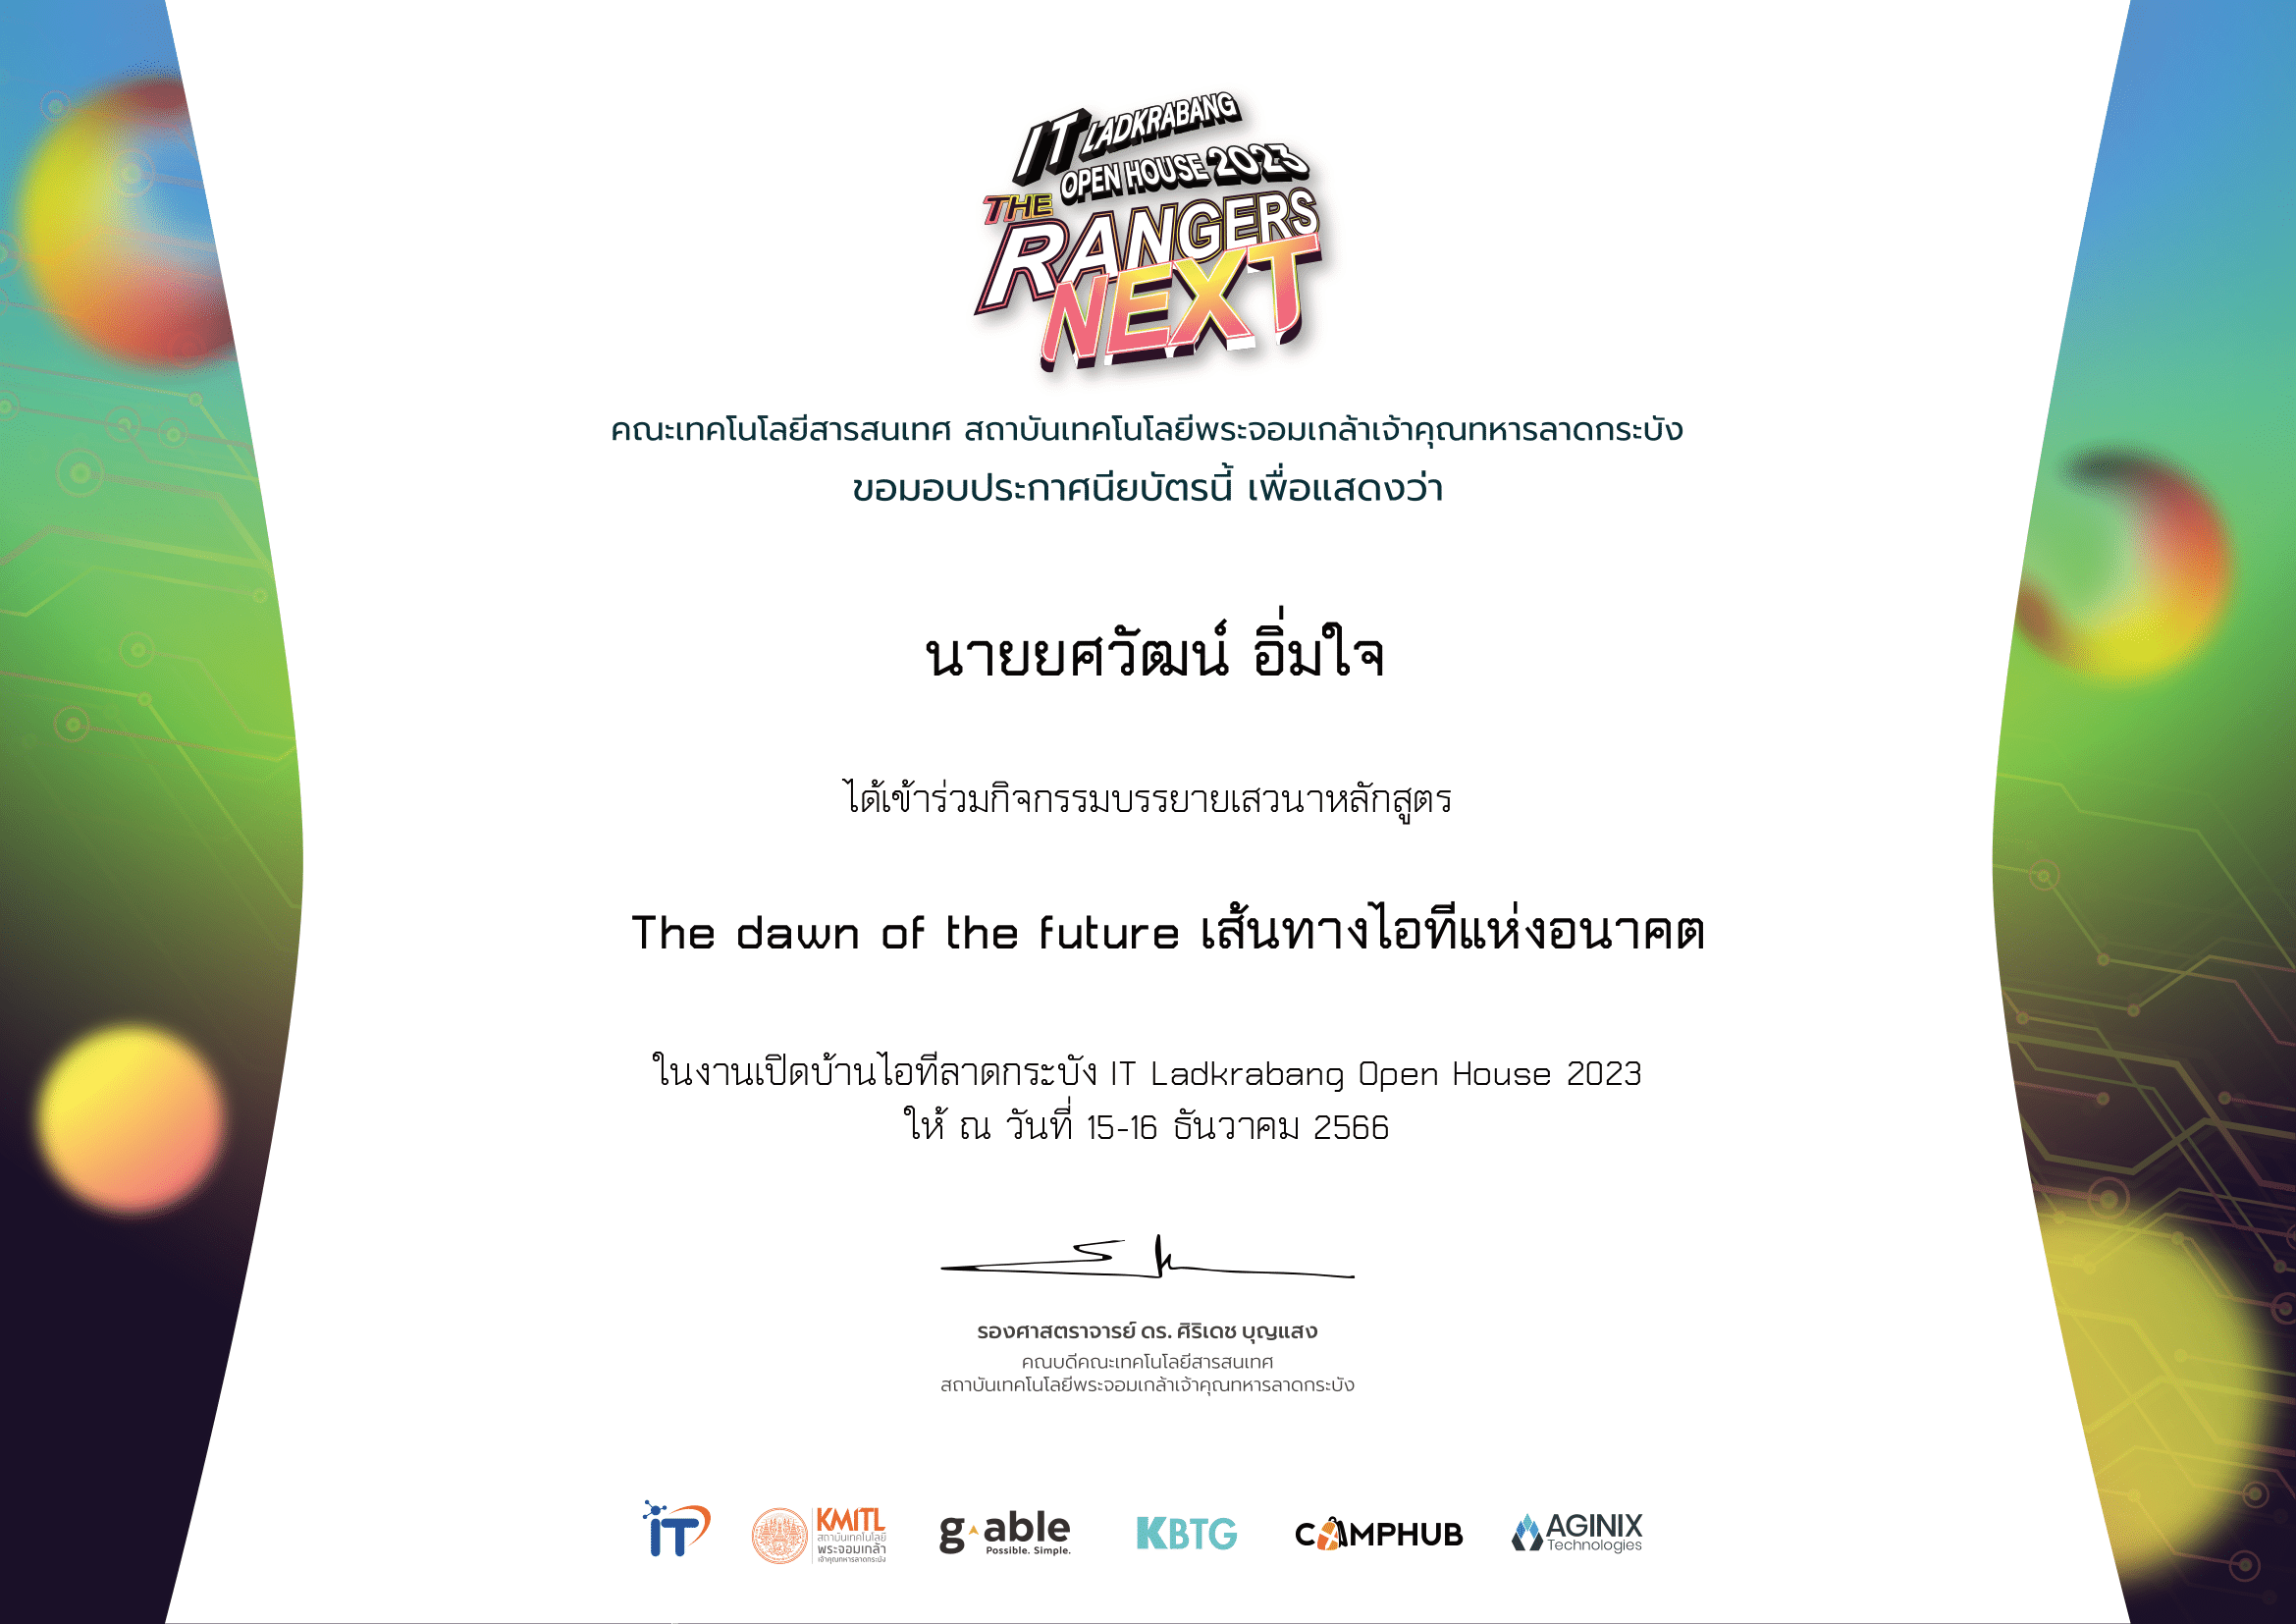 IT LADKRABANG
OPEN HOUSE 2023
THE
RANGERS
NEXT
คณะเทคโนโลยีสารสนเทศ สถาบันเทคโนโลยีพระจอมเกล้าเจ้าคุณทหารลาดกระบัง
ขอมอบประกาศนียบัตรนี้ เพื่อแสดงว่า
นายยศวัฒน์ อิ่มใจ
ได้เข้าร่วมกิจกรรมบรรยายเสวนาหลักสูตร
The dawn of the future เส้นทางไอทีแห่งอนาคต
ในงานเปิดบ้านไอทีลาดกระบัง IT Ladkrabang Open House 2023
ให้ ณ วันที่ 15-16 ธันวาคม 2566
รองศาสตราจารย์ ดร. ศิริเดช บุญแสง
คณบดีคณะเทคโนโลยีสารสนเทศ
สถาบันเทคโนโลยีพระจอมเกล้าเจ้าคุณทหารลาดกระบัง
iT
KMITL
สถาบันเทคโนโลยี
พระจอมเกล้า
เจ้าคุณทหารลาดกระบัง
g-able
Possible. Simple.
KBTG
CAMPHUB
AGINIX
Technologies